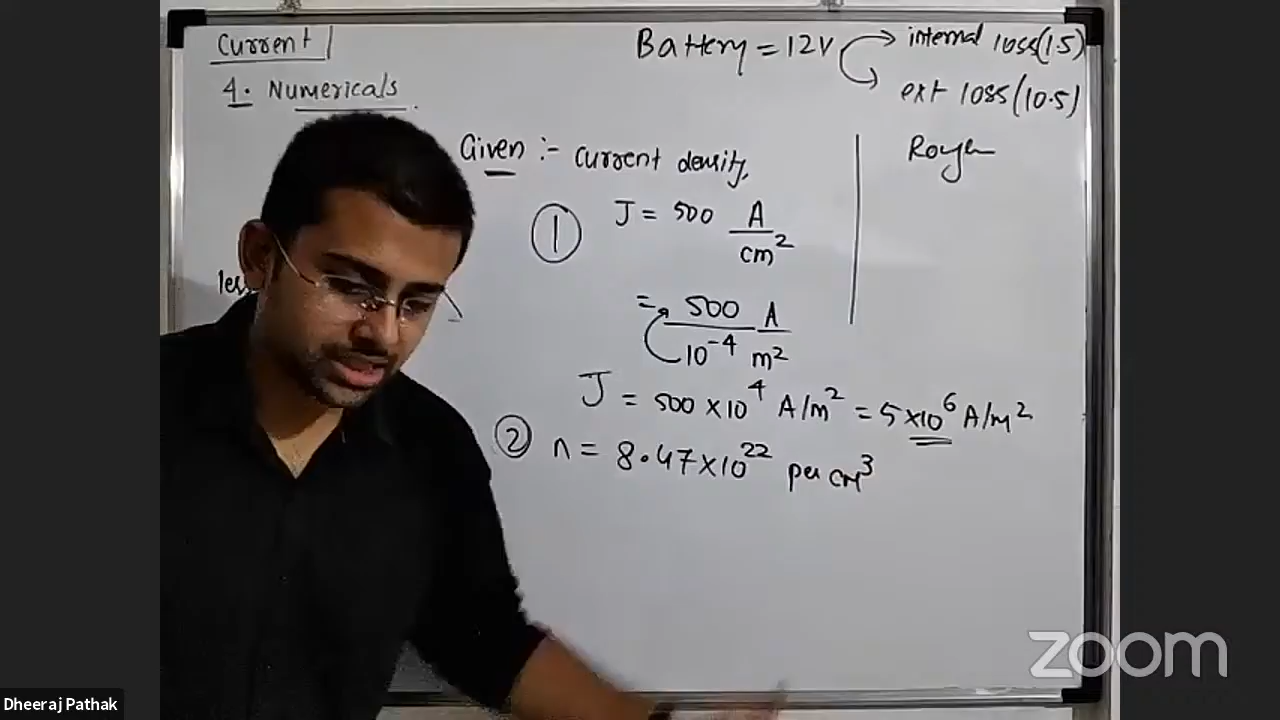 Current
4. Numericals
Battery = 12V
internal loss (1.5)
ext loss (10.5)
Given :- Current density,
Rough
① J = 500 A/cm²
= 500/10⁻⁴ A/m²
J = 500 × 10⁴ A/m² = 5 × 10⁶ A/m²
② n = 8.47 × 10²² per cm³
zoom
Dheeraj Pathak